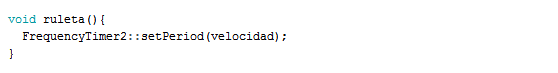 void ruleta(){
  FrequencyTimer2::setPeriod(velocidad);
}